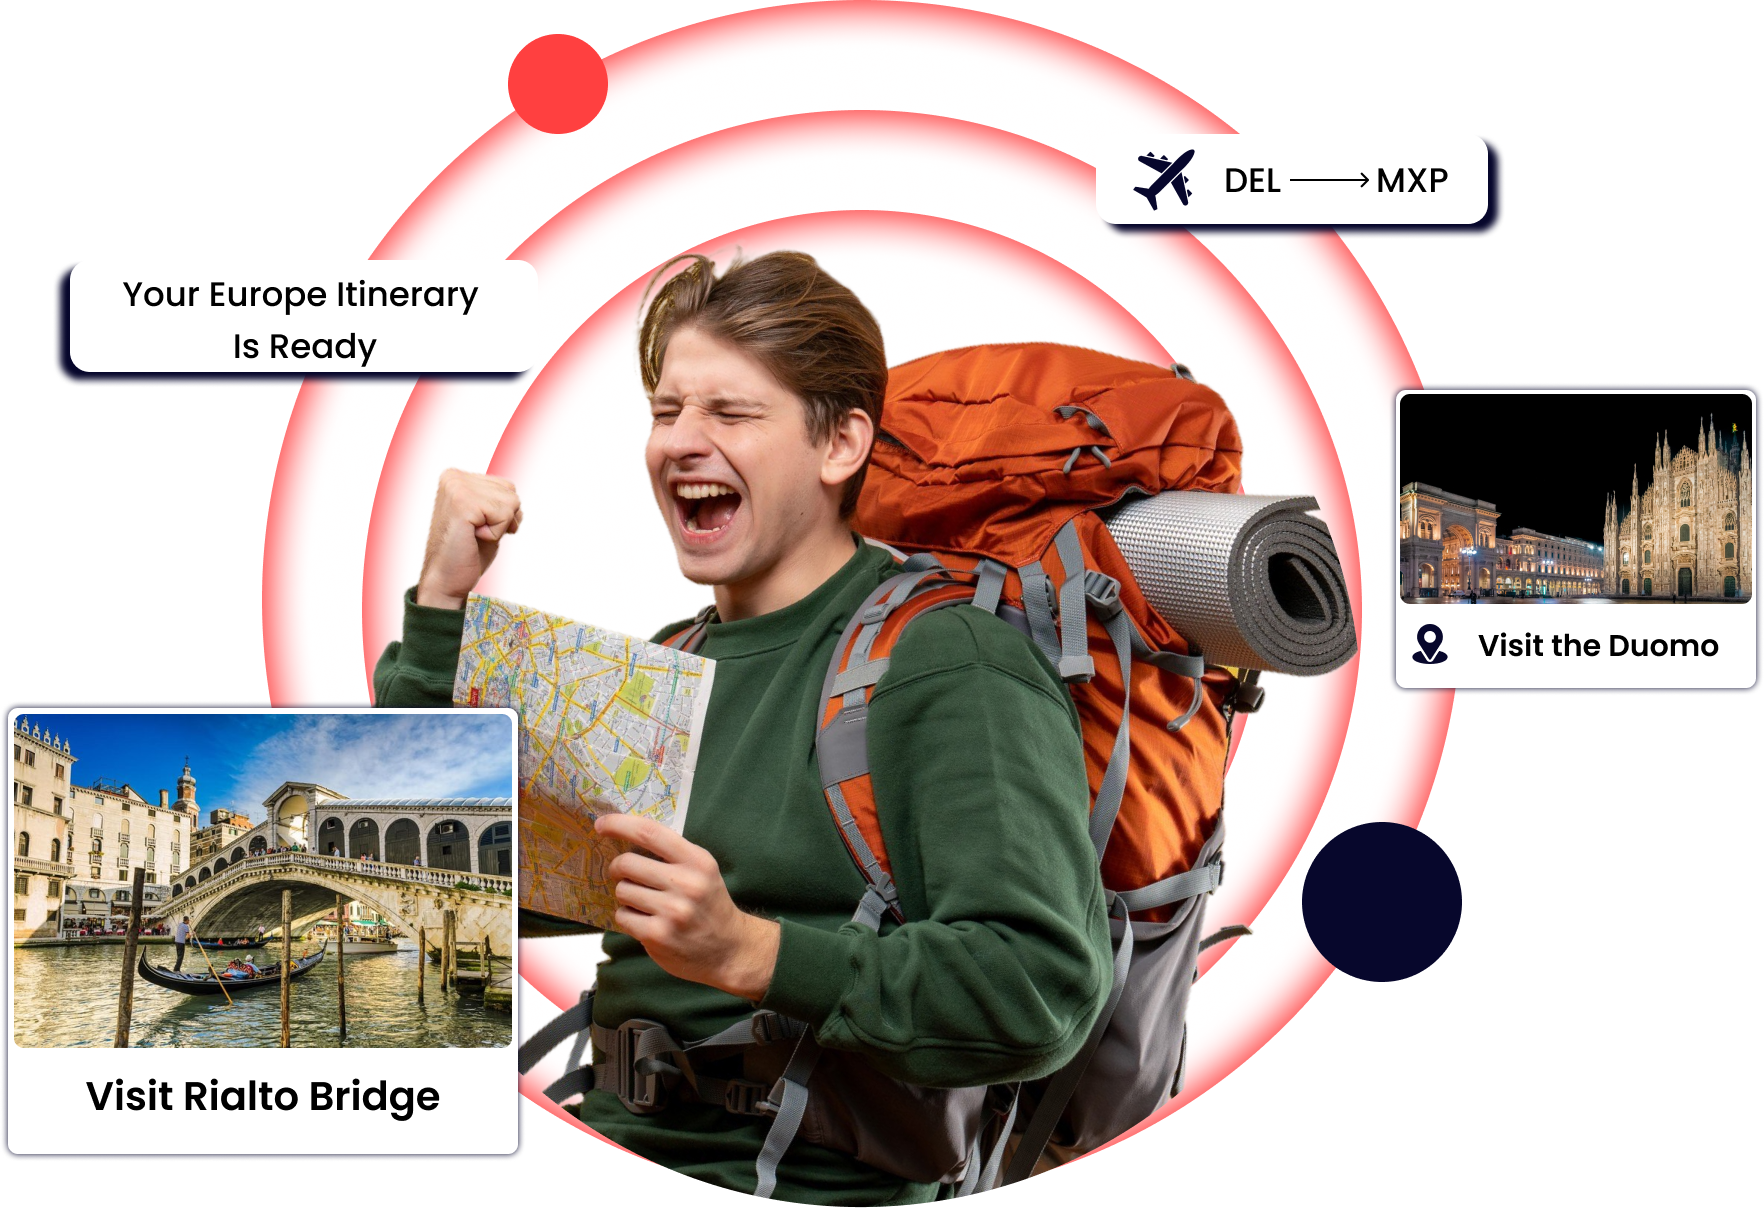 DEL MXP
Your Europe Itinerary
Is Ready
Visit the Duomo
Visit Rialto Bridge